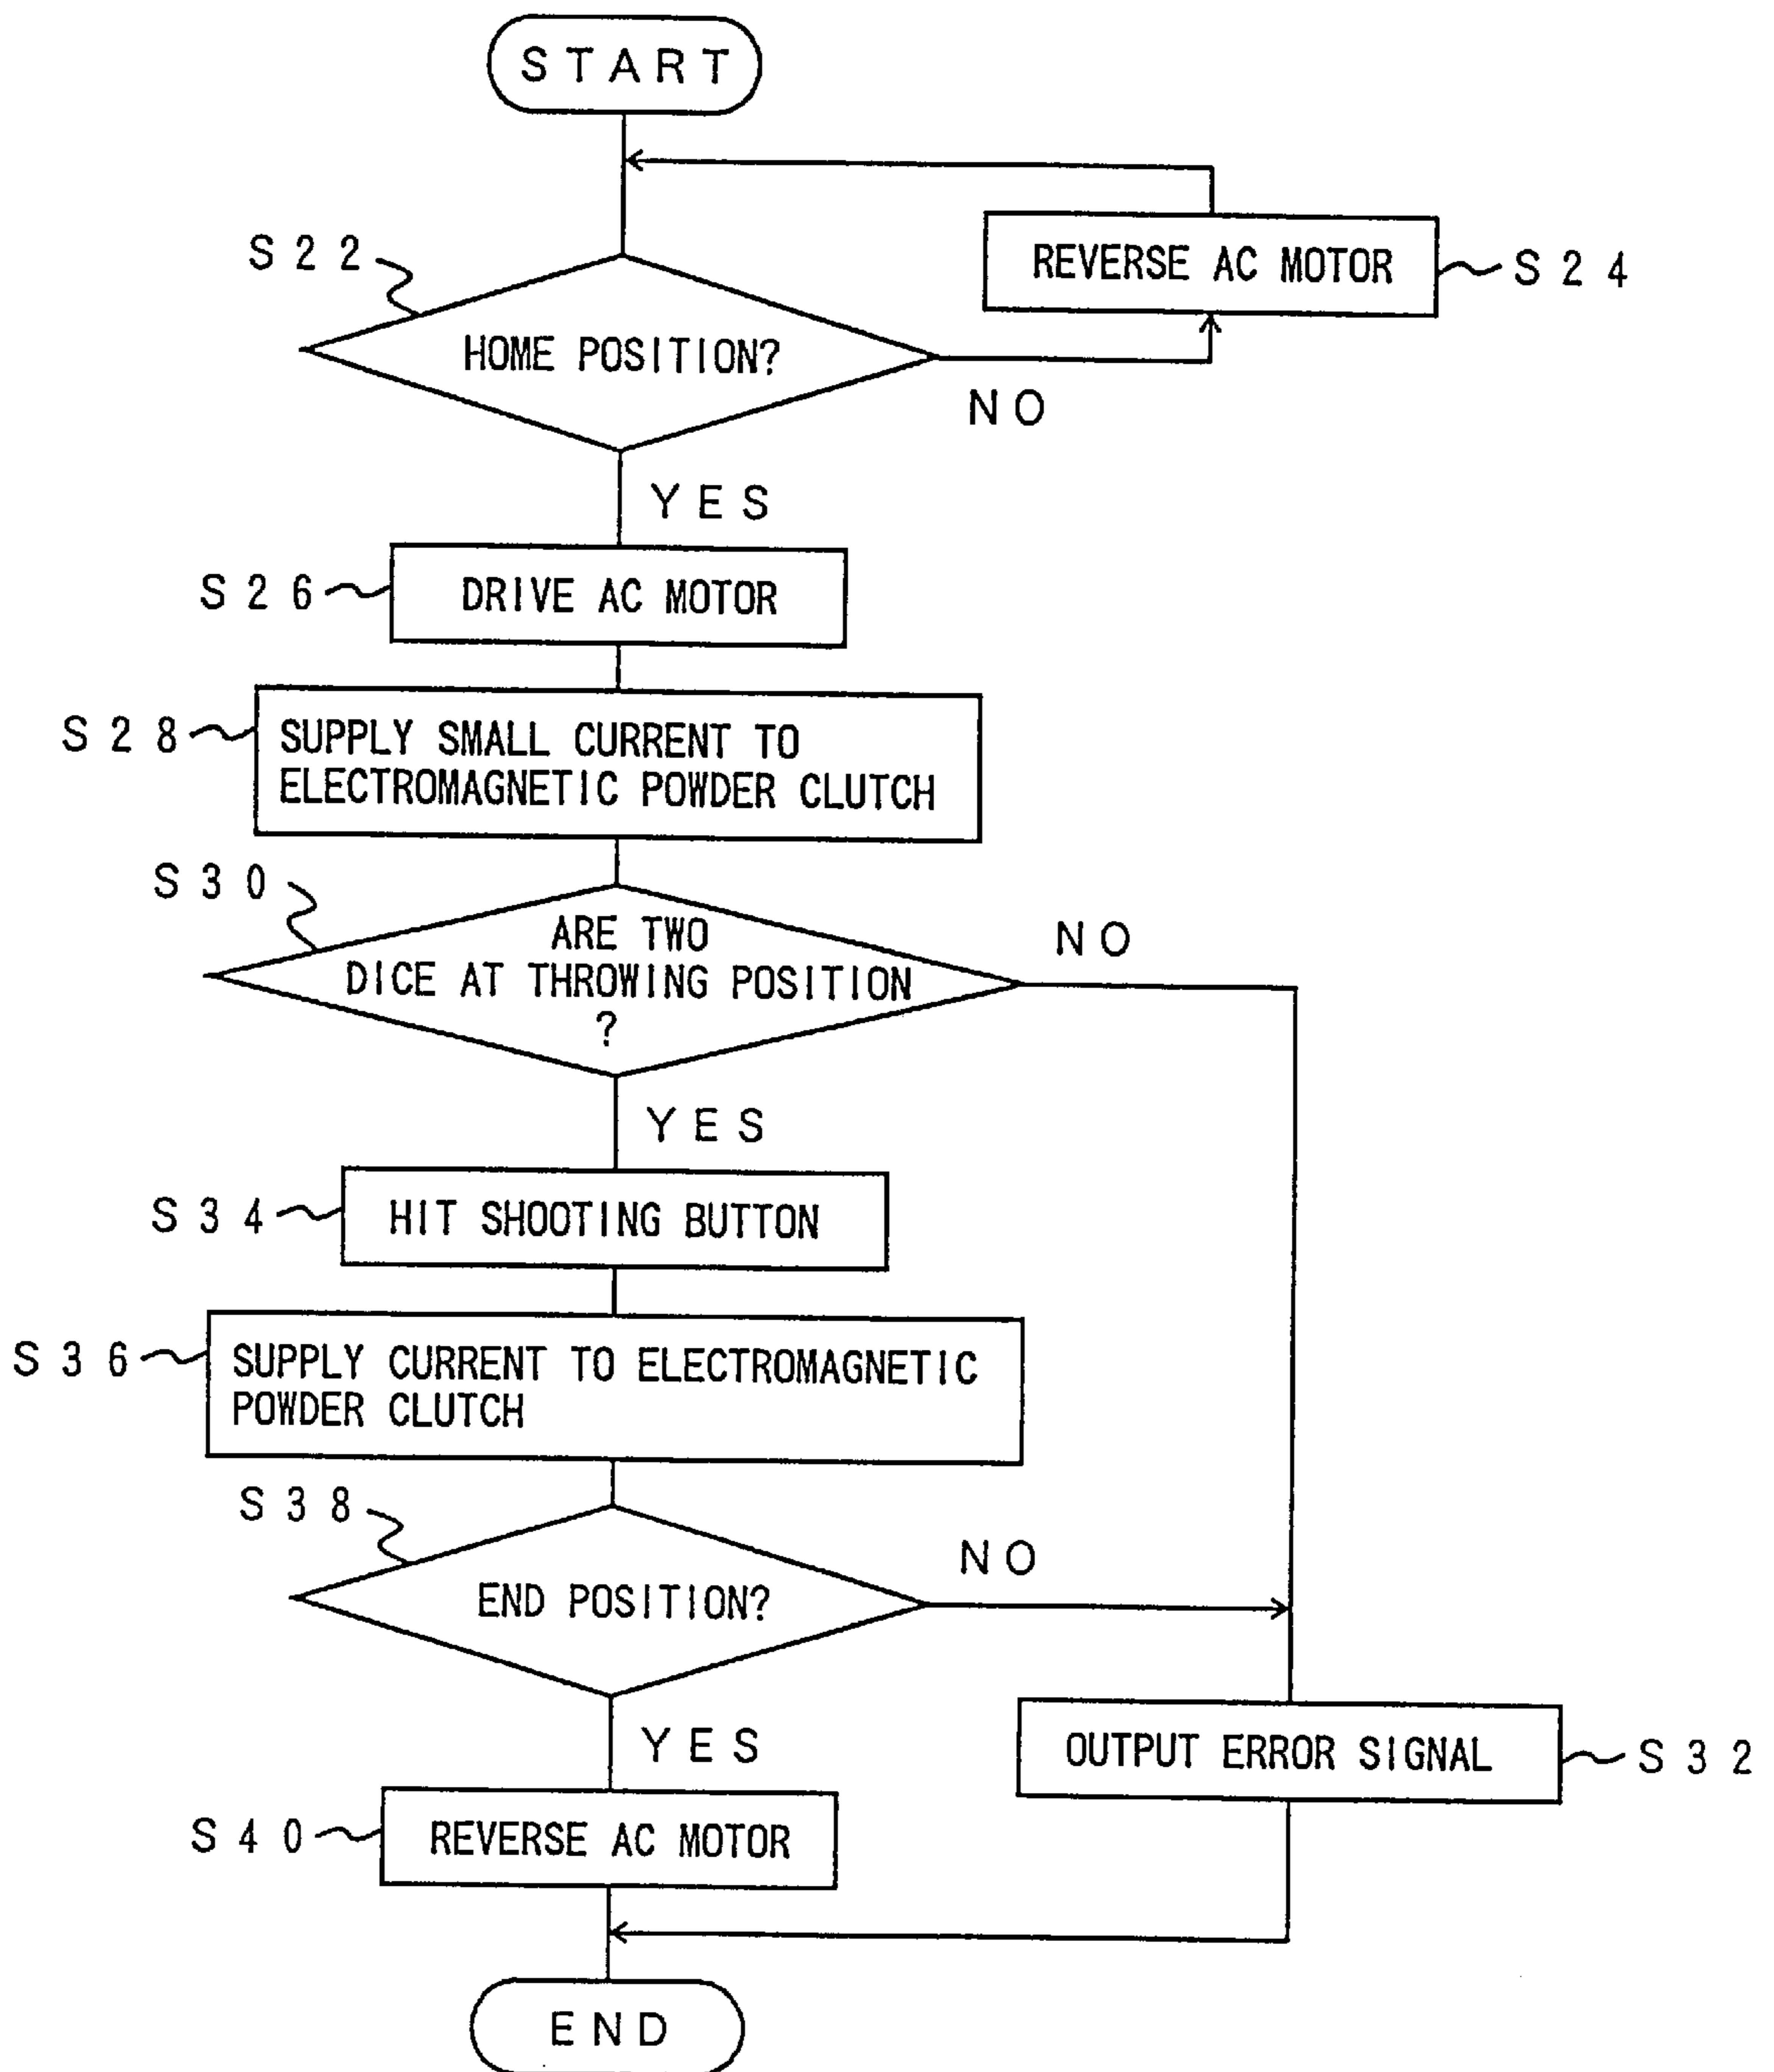 START
S22
REVERSE AC MOTOR
S24
HOME POSITION?
NO
YES
S26
DRIVE AC MOTOR
S28
SUPPLY SMALL CURRENT TO
ELECTROMAGNETIC POWDER CLUTCH
S30
ARE TWO
DICE AT THROWING POSITION
?
NO
YES
S34
HIT SHOOTING BUTTON
S36
SUPPLY CURRENT TO ELECTROMAGNETIC
POWDER CLUTCH
S38
END POSITION?
NO
YES
OUTPUT ERROR SIGNAL
S32
S40
REVERSE AC MOTOR
END